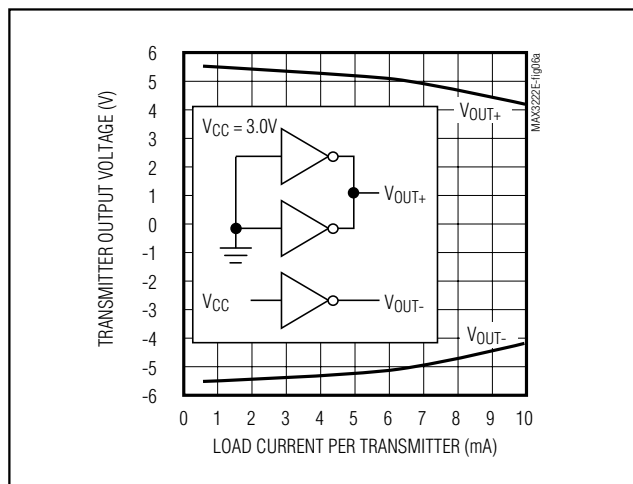 TRANSMITTER OUTPUT VOLTAGE (V)
6
5
4
3
2
1
0
-1
-2
-3
-4
-5
-6
VCC = 3.0V
VOUT+
VCC
VOUT-
VOUT+
VOUT-
MAX3222E-fig06a
0 1 2 3 4 5 6 7 8 9 10
LOAD CURRENT PER TRANSMITTER (mA)